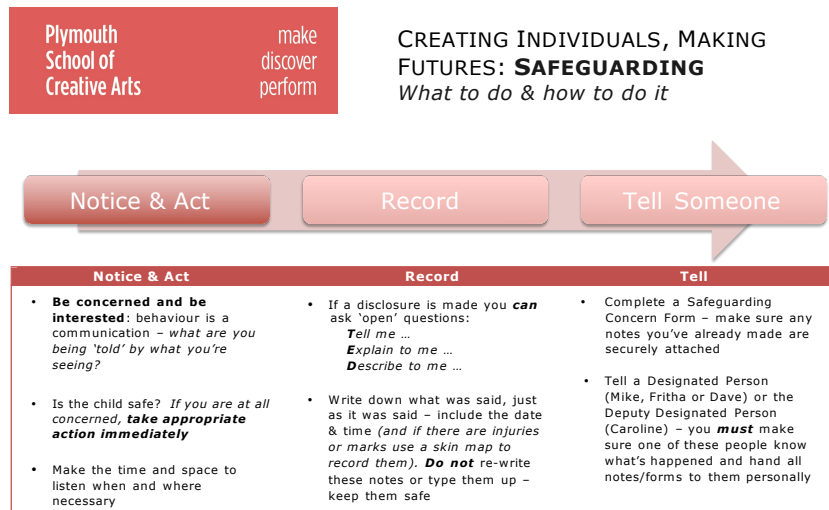 Plymouth
School of
Creative Arts
make
discover
perform
CREATING INDIVIDUALS, MAKING
FUTURES: SAFEGUARDING
What to do & how to do it
Notice & Act
Record
Tell Someone
Notice & Act
• Be concerned and be
interested: behaviour is a
communication – what are you
being ‘told’ by what you’re
seeing?
• Is the child safe? If you are at all
concerned, take appropriate
action immediately
• Make the time and space to
listen when and where
necessary
Record
• If a disclosure is made you can
ask ‘open’ questions:
Tell me …
Explain to me …
Describe to me …
• Write down what was said, just
as it was said – include the date
& time (and if there are injuries
or marks use a skin map to
record them). Do not re-write
these notes or type them up –
keep them safe
Tell
• Complete a Safeguarding
Concern Form – make sure any
notes you’ve already made are
securely attached
• Tell a Designated Person
(Mike, Fritha or Dave) or the
Deputy Designated Person
(Caroline) – you must make
sure one of these people know
what’s happened and hand all
notes/forms to them personally